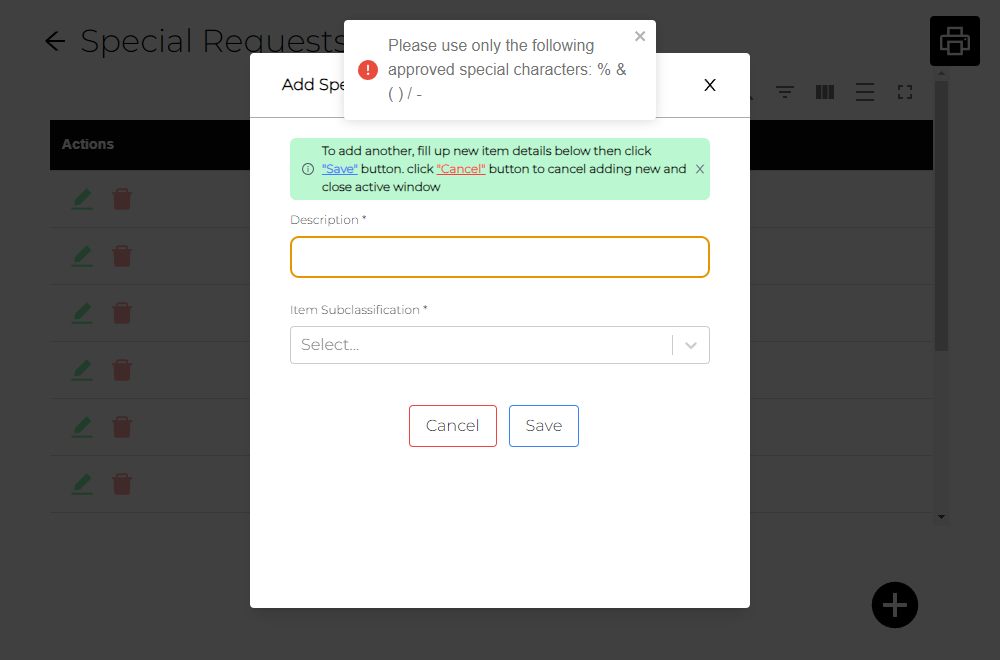 Special Requests
Please use only the following
approved special characters: % &
( ) / -
Add Spe
X
Actions
To add another, fill up new item details below then click
"Save" button. click "Cancel" button to cancel adding new and
close active window
Description *
Item Subclassification *
Select...
Cancel
Save